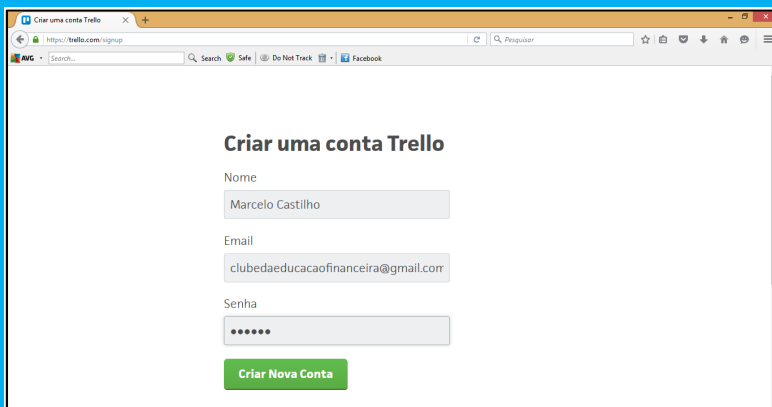 Criar uma conta Trello
https://trello.com/signup
Pesquisar
AVG Search... Search Safe Do Not Track Facebook
Criar uma conta Trello
Nome
Marcelo Castilho
Email
clubedaeducacaofinanceira@gmail.com
Senha
••••••
Criar Nova Conta